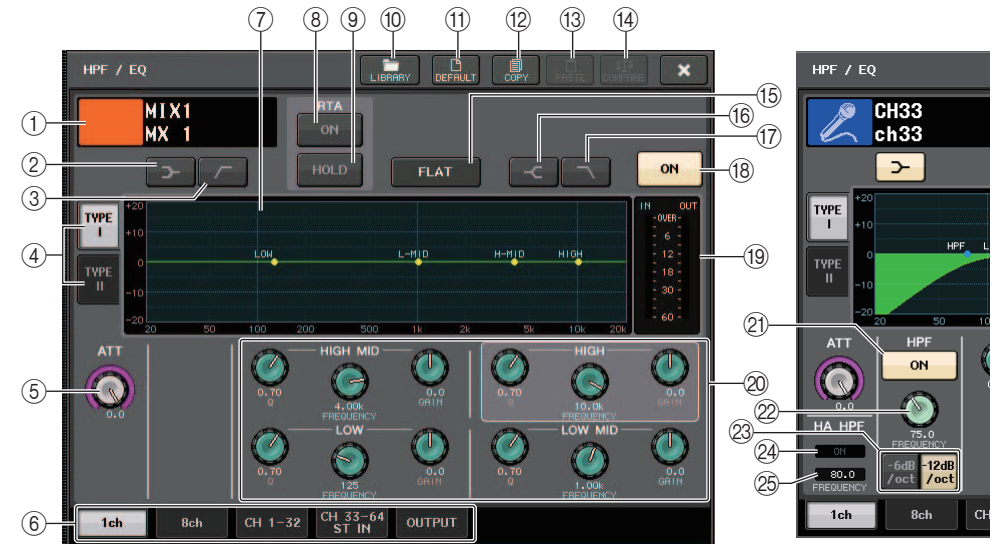 ⑦ ⑧ ⑨ ⑩ ⑪ ⑫ ⑬ ⑭
HPF / EQ
LIBRARY
DEFAULT
COPY
PASTE
COMPARE
①
MIX1
MX 1
RTA
ON
HOLD
FLAT
⑮
⑯
⑰
②
③
ON
⑱
④
TYPE
I
TYPE
II
+20
+10
0
-10
-20
LOW
L-MID
H-MID
HIGH
20 50 100 200 500 1k 2k 5k 10k 20k
IN OUT
OVER
6
12
18
30
60
⑲
ATT
⑤
0.0
HIGH MID
0.70
Q
4.00k
FREQUENCY
0.0
GAIN
HIGH
0.70
Q
10.0k
FREQUENCY
0.0
GAIN
⑳
LOW
0.70
Q
125
FREQUENCY
0.0
GAIN
LOW MID
0.70
Q
1.00k
FREQUENCY
0.0
GAIN
⑥
1ch
8ch
CH 1-32
CH 33-64
ST IN
OUTPUT
HPF / EQ
CH33
ch33
TYPE
I
TYPE
II
+20
+10
0
-10
-20
HPF
L
20 50 10
㉑
ATT
0.0
HPF
ON
㉒
75.0
FREQUENCY
㉓
HA HPF
㉔
ON
㉕
80.0
FREQUENCY
-6dB
/oct
-12dB
/oct
1ch
8ch
CH